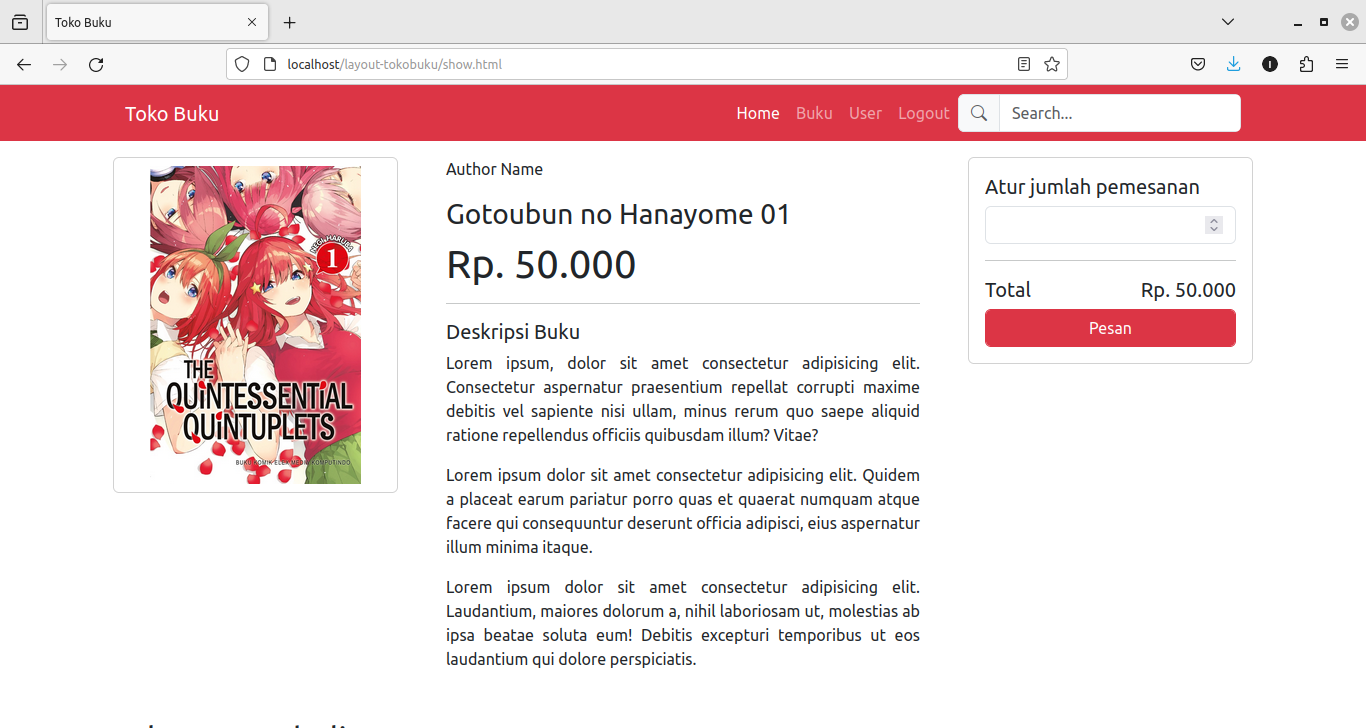 Toko Buku
localhost/layout-tokobuku/show.html
Toko Buku
Home Buku User Logout Search...
NEGI HARUBA
1
THE
QUINTESSENTIAL
QUINTUPLETS
Author Name
Gotoubun no Hanayome 01
Rp. 50.000
Deskripsi Buku
Lorem ipsum, dolor sit amet consectetur adipisicing elit.
Consectetur aspernatur praesentium repellat corrupti maxime
debitis vel sapiente nisi ullam, minus rerum quo saepe aliquid
ratione repellendus officiis quibusdam illum? Vitae?
Lorem ipsum dolor sit amet consectetur adipisicing elit. Quidem
a placeat earum pariatur porro quas et quaerat numquam atque
facere qui consequuntur deserunt officia adipisci, eius aspernatur
illum minima itaque.
Lorem ipsum dolor sit amet consectetur adipisicing elit.
Laudantium, maiores dolorum a, nihil laboriosam ut, molestias ab
ipsa beatae soluta eum! Debitis excepturi temporibus ut eos
laudantium qui dolore perspiciatis.
Atur jumlah pemesanan
Total Rp. 50.000
Pesan